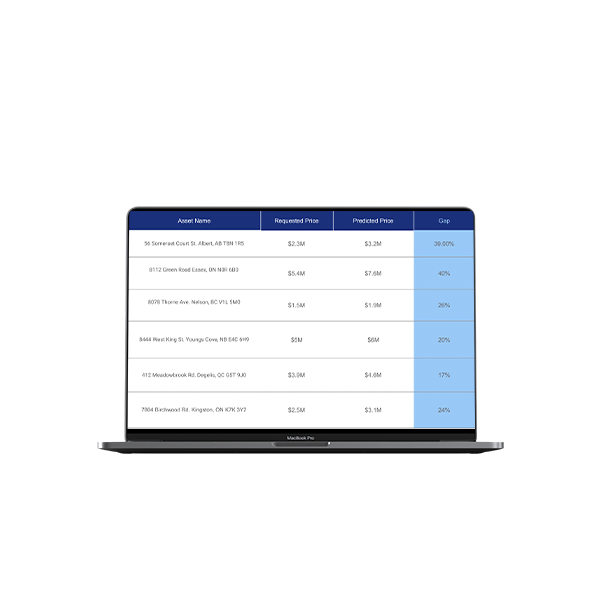 Asset Name Requested Price Predicted Price Gap
56 Somerset Court St. Albert, AB T8N 1R5 $2.3M $3.2M 39.00%
8112 Green Road Essex, ON N8R 6B9 $5.4M $7.6M 40%
8078 Thorne Ave. Nelson, BC V1L 5M0 $1.5M $1.9M 26%
8444 West King St. Youngs Cove, NB E4C 6H9 $5M $6M 20%
412 Meadowbrook Rd. Degelis, QC G5T 9J0 $3.9M $4.6M 17%
7804 Birchwood Rd. Kingston, ON K7K 3Y7 $2.5M $3.1M 24%
MacBook Pro